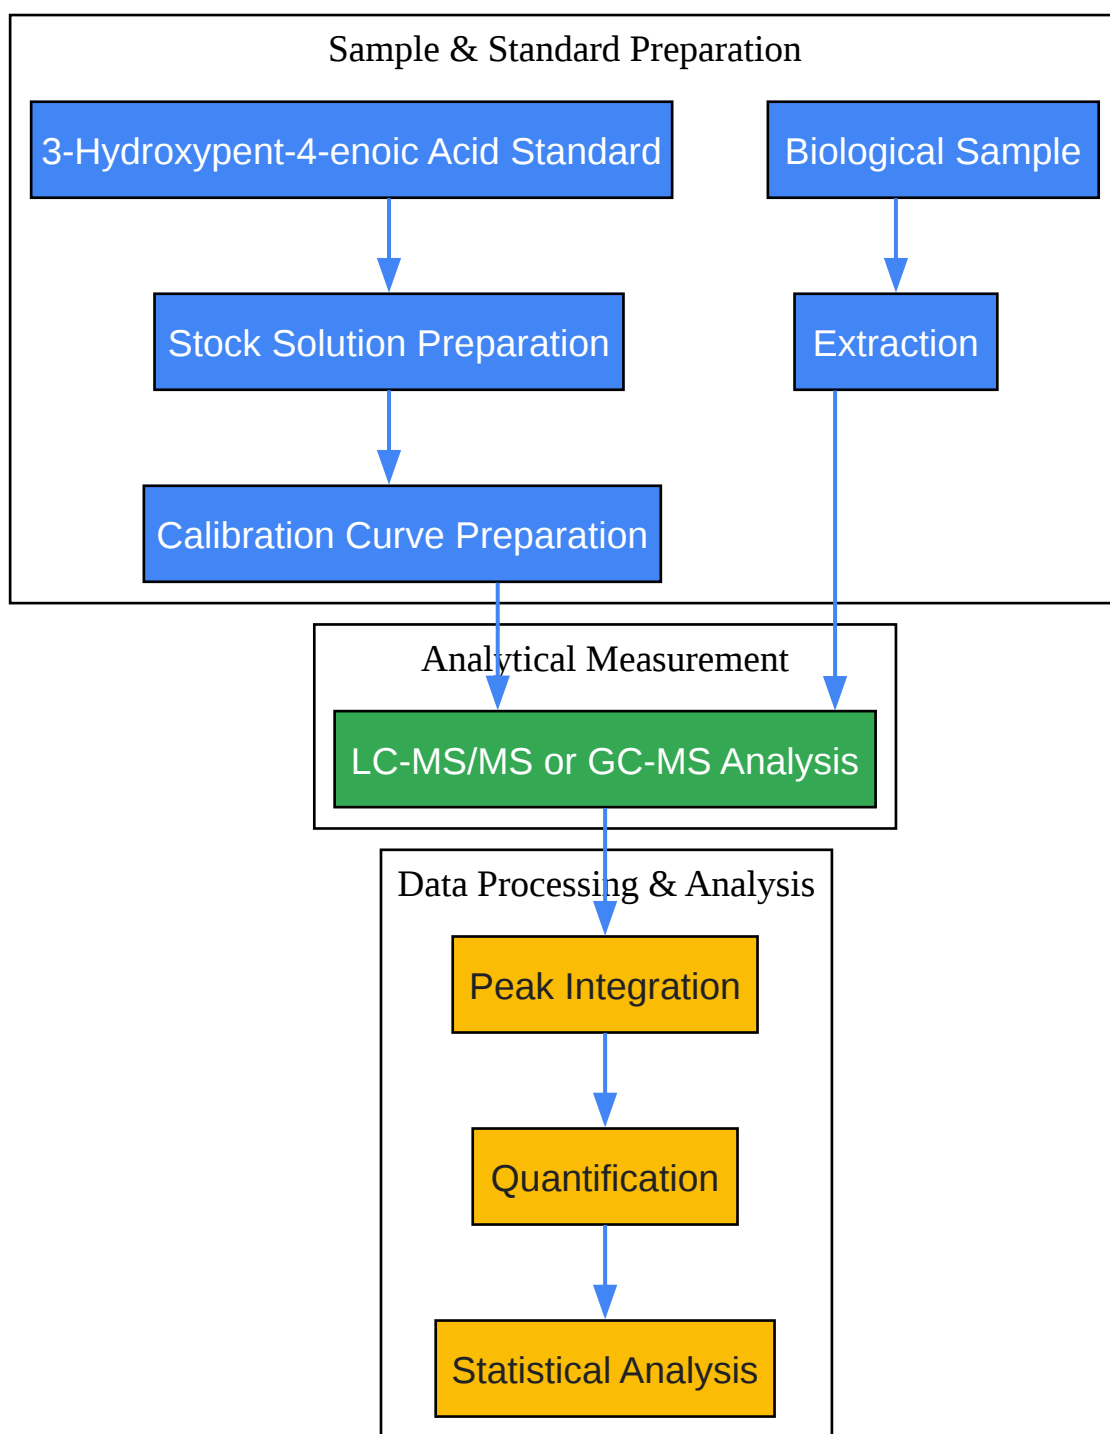 Sample & Standard Preparation
3-Hydroxypent-4-enoic Acid Standard
Biological Sample
Stock Solution Preparation
Extraction
Calibration Curve Preparation
Analytical Measurement
LC-MS/MS or GC-MS Analysis
Data Processing & Analysis
Peak Integration
Quantification
Statistical Analysis